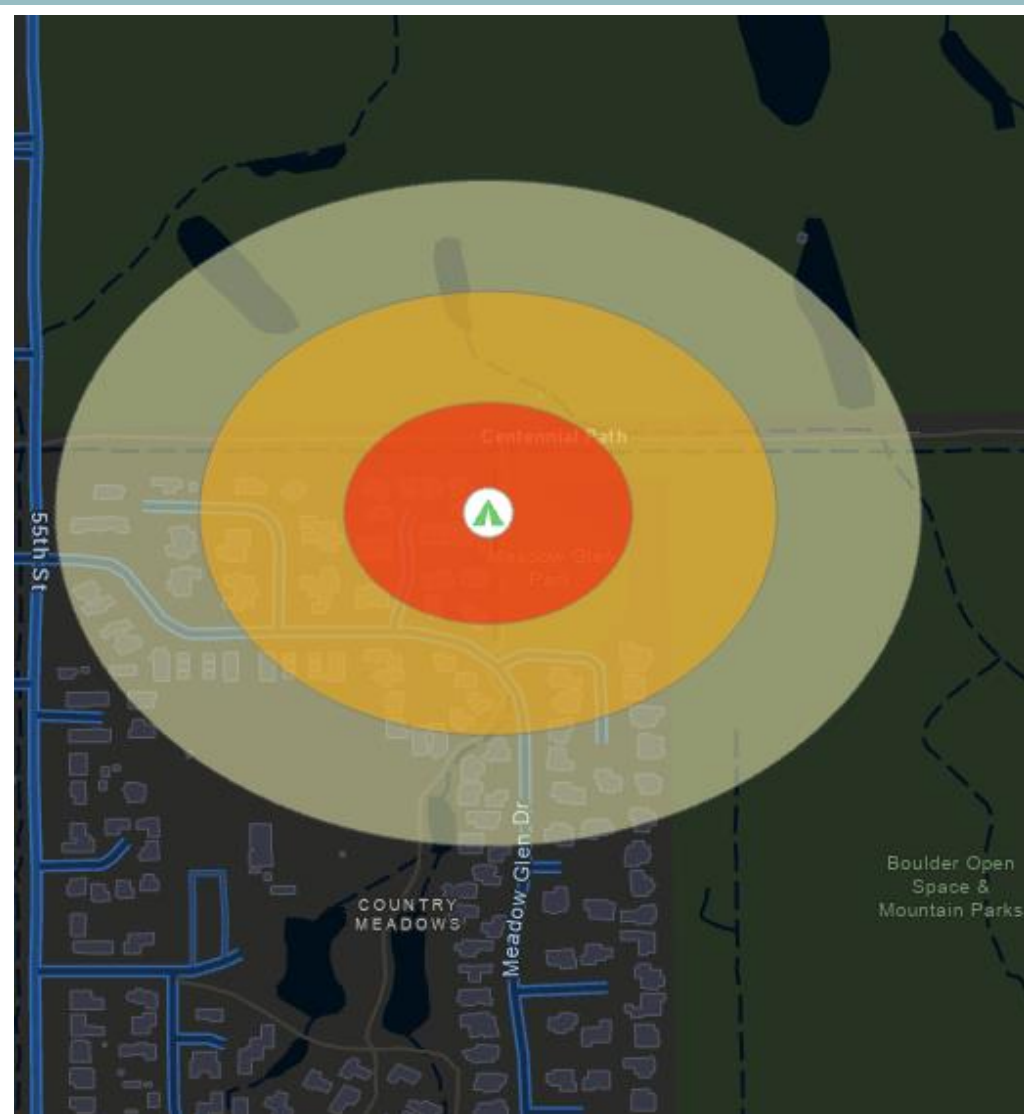 Centennial Path
55th St
Meadow Glen
Park
Meadow Glen Dr
Boulder Open
Space &
Mountain Parks
COUNTRY
MEADOWS